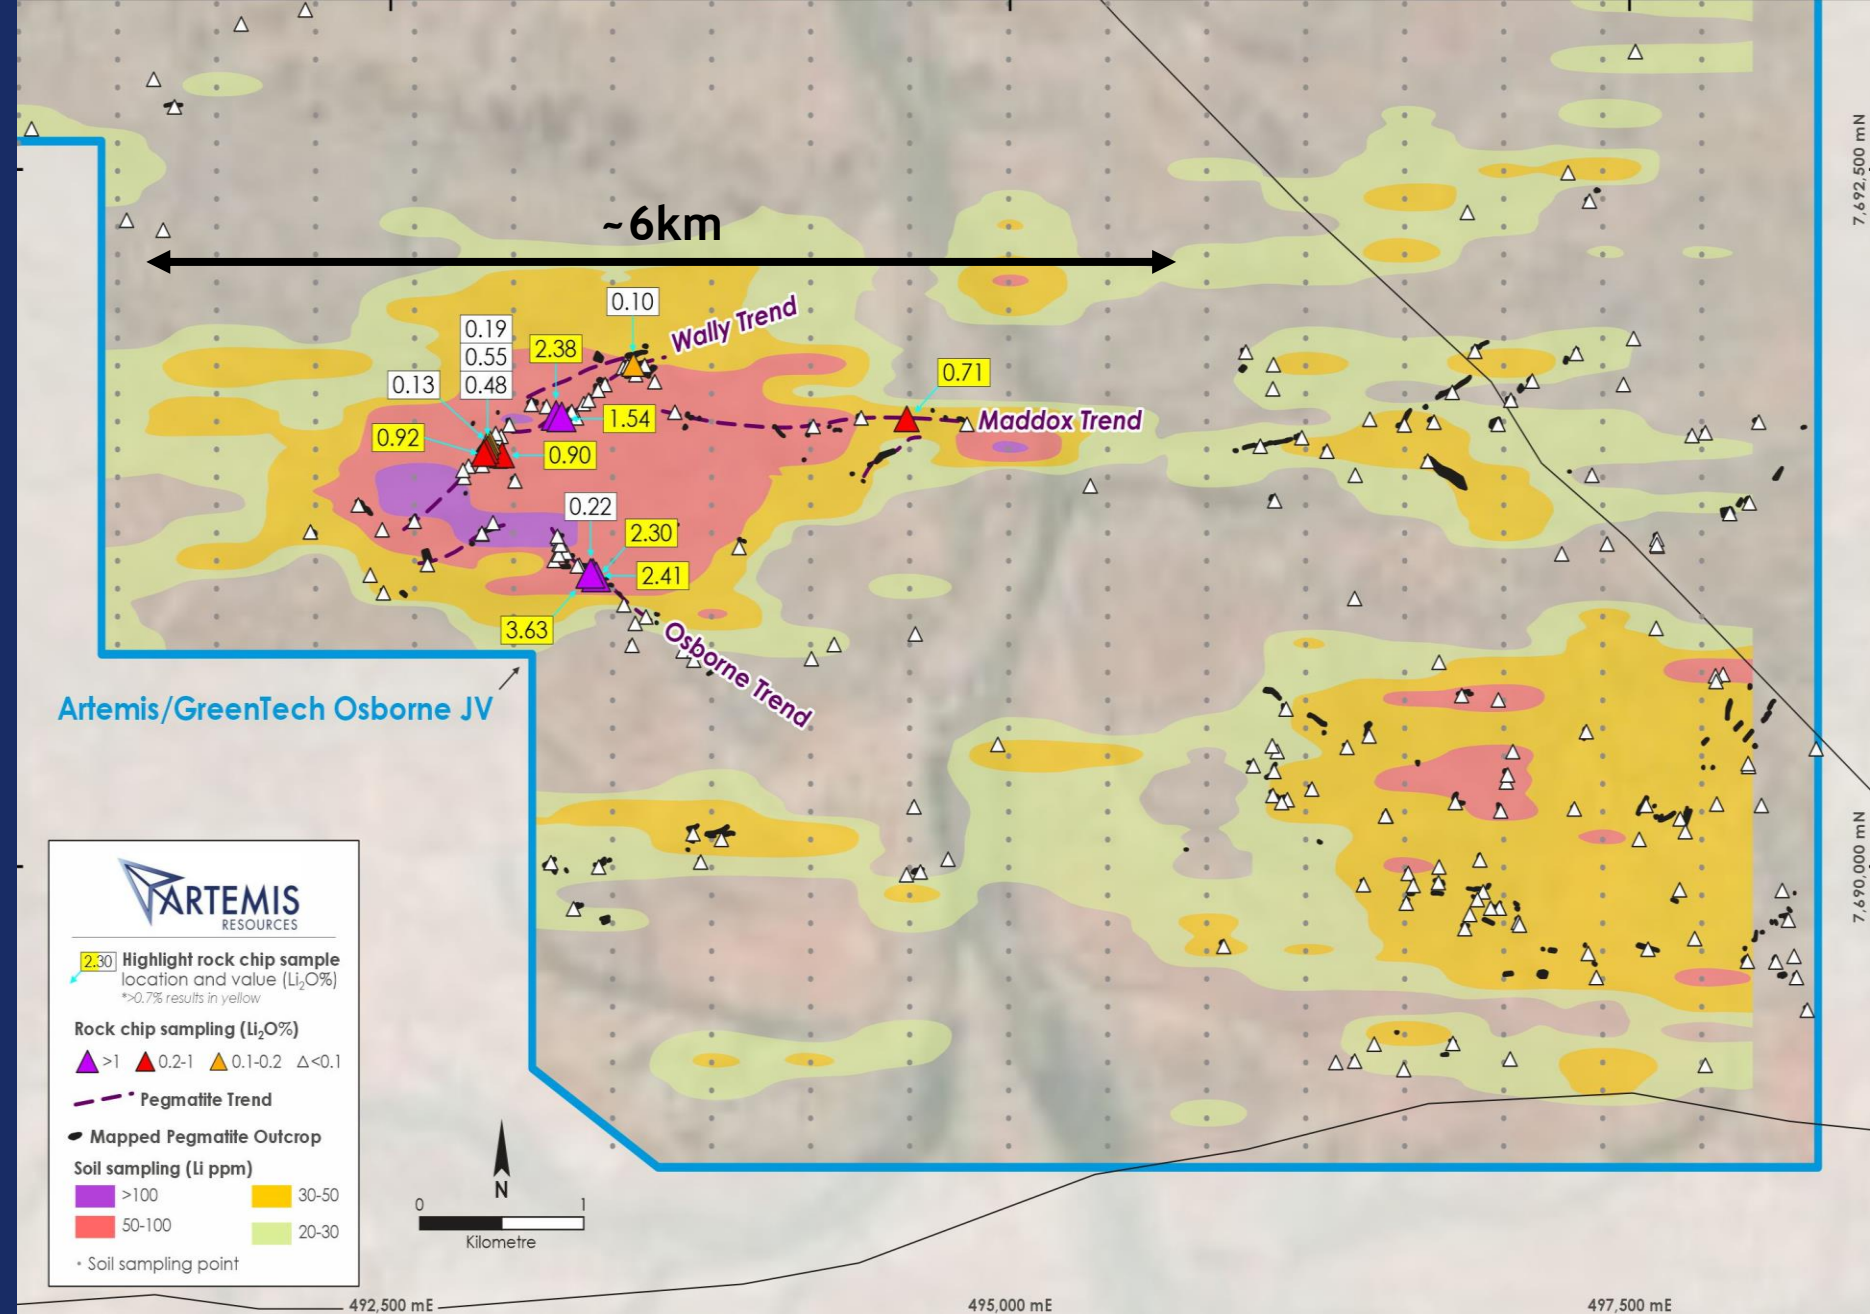 7,692,500 mN
~6km
0.10
Wally Trend
0.19
0.55
2.38
0.13
0.48
0.71
1.54
Maddox Trend
0.92
0.90
0.22
2.30
2.41
3.63
Osborne Trend
Artemis/GreenTech Osborne JV
7,690,000 mN
ARTEMIS
RESOURCES
2.30 Highlight rock chip sample
location and value (Li₂O%)
*>0.7% results in yellow
Rock chip sampling (Li₂O%)
>1 0.2-1 0.1-0.2 <0.1
Pegmatite Trend
Mapped Pegmatite Outcrop
Soil sampling (Li ppm)
>100 30-50
50-100 20-30
Soil sampling point
N
0 1
Kilometre
492,500 mE 495,000 mE 497,500 mE